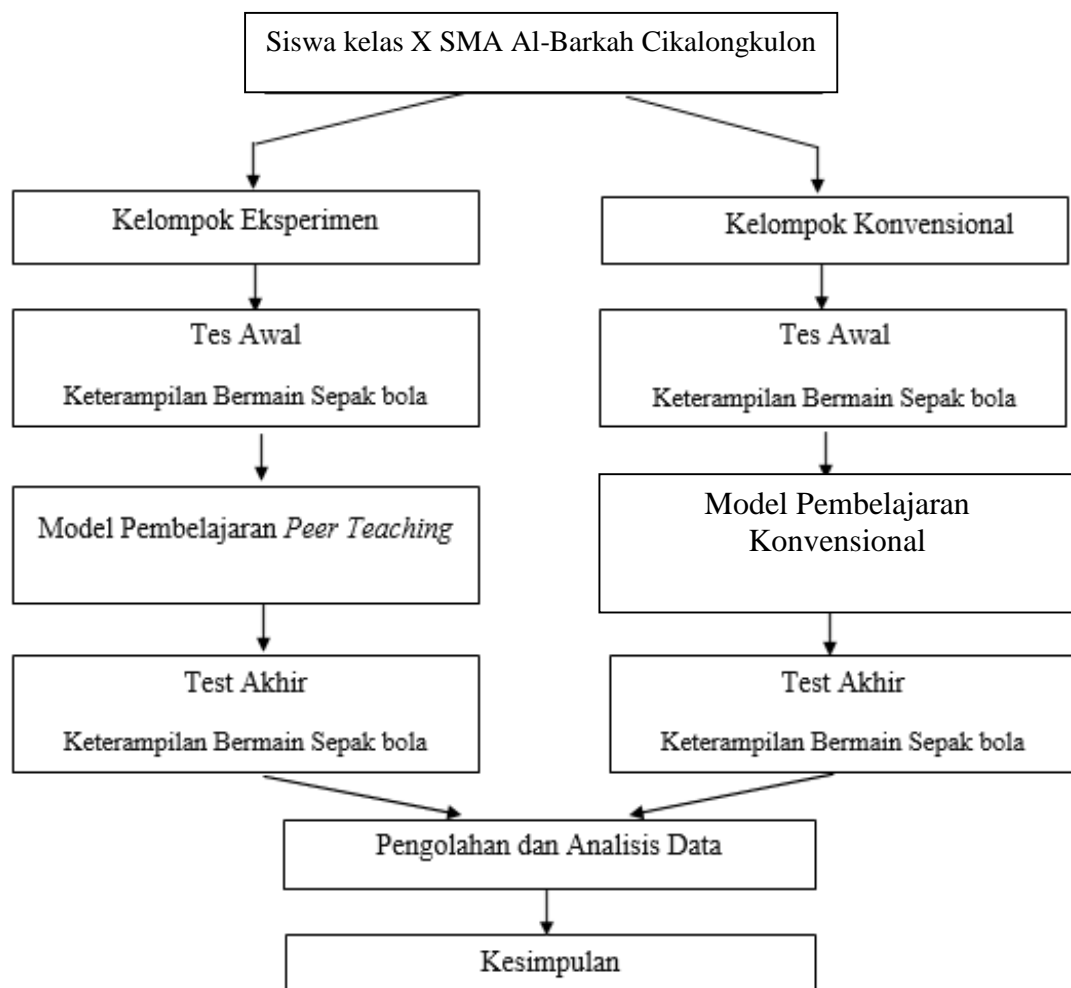 Siswa kelas X SMA Al-Barkah Cikalongkulon
Kelompok Eksperimen
Kelompok Konvensional
Tes Awal
Keterampilan Bermain Sepak bola
Tes Awal
Keterampilan Bermain Sepak bola
Model Pembelajaran Peer Teaching
Model Pembelajaran
Konvensional
Test Akhir
Keterampilan Bermain Sepak bola
Test Akhir
Keterampilan Bermain Sepak bola
Pengolahan dan Analisis Data
Kesimpulan